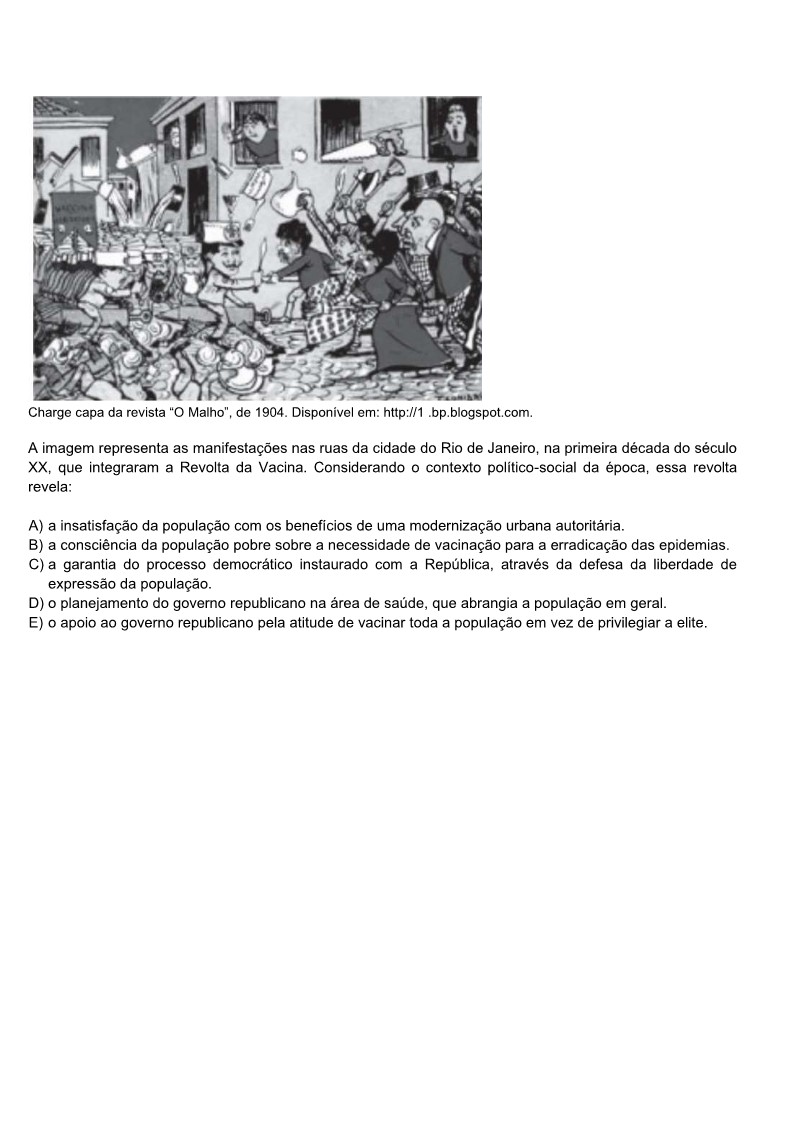 Charge capa da revista “O Malho”, de 1904. Disponível em: http://1 .bp.blogspot.com.
A imagem representa as manifestações nas ruas da cidade do Rio de Janeiro, na primeira década do século
XX, que integraram a Revolta da Vacina. Considerando o contexto político-social da época, essa revolta
revela:
A) a insatisfação da população com os benefícios de uma modernização urbana autoritária.
B) a consciência da população pobre sobre a necessidade de vacinação para a erradicação das epidemias.
C) a garantia do processo democrático instaurado com a República, através da defesa da liberdade de
expressão da população.
D) o planejamento do governo republicano na área de saúde, que abrangia a população em geral.
E) o apoio ao governo republicano pela atitude de vacinar toda a população em vez de privilegiar a elite.